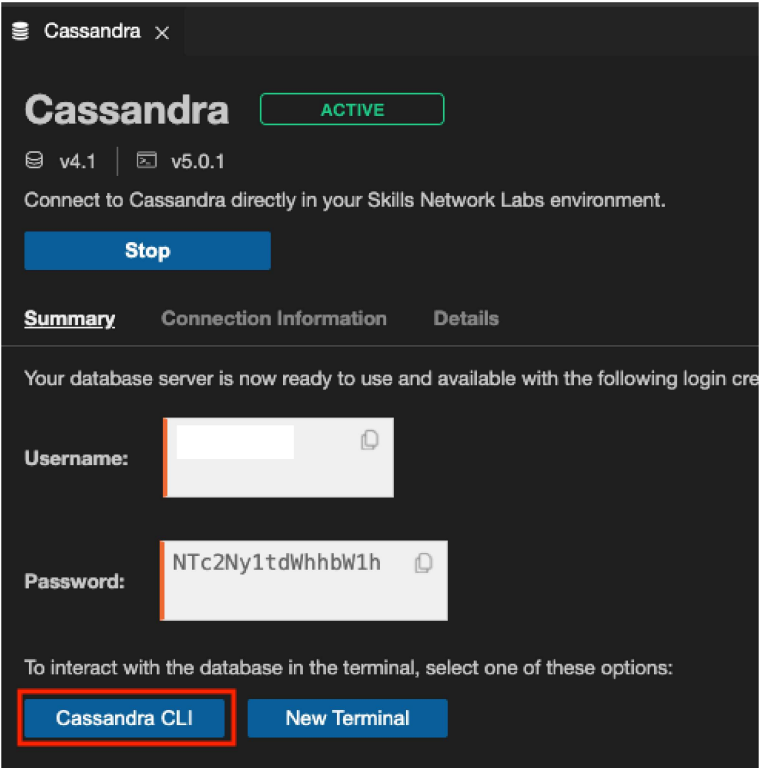 Cassandra
Cassandra ACTIVE
v4.1 v5.0.1
Connect to Cassandra directly in your Skills Network Labs environment.
Stop
Summary Connection Information Details
Your database server is now ready to use and available with the following login cre
Username:
Password: NTc2Ny1tdWhhbW1h
To interact with the database in the terminal, select one of these options:
Cassandra CLI New Terminal